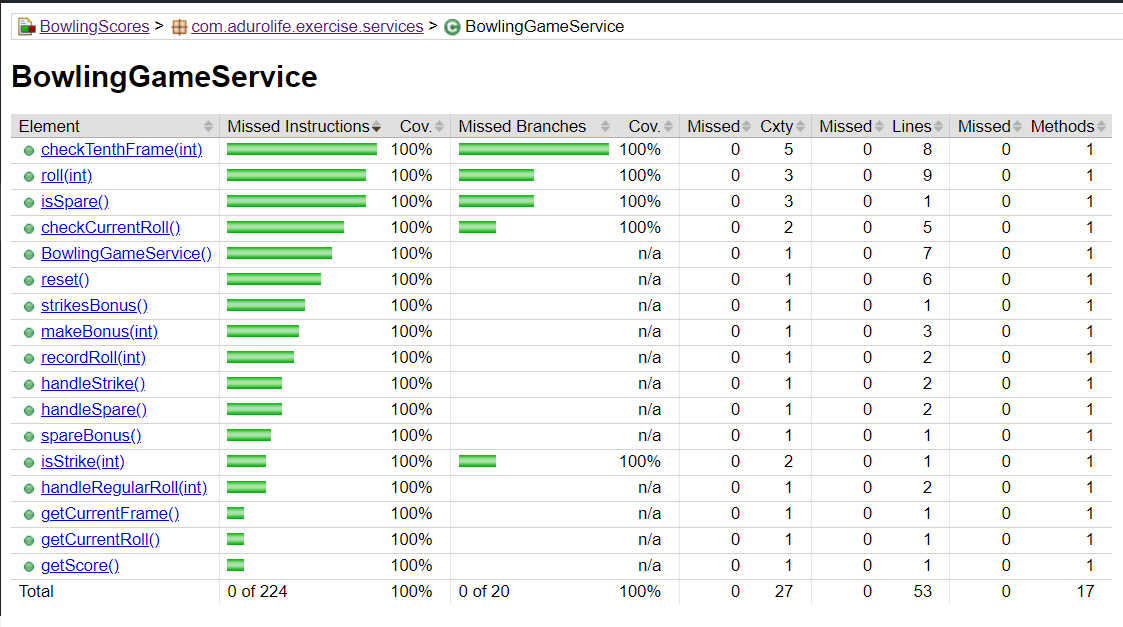 BowlingScores > com.adurolife.exercise.services > BowlingGameService
BowlingGameService
Element Missed Instructions Cov. Missed Branches Cov. Missed Cxty Missed Lines Missed Methods
checkTenthFrame(int) 100% 100% 0 5 0 8 0 1
roll(int) 100% 100% 0 3 0 9 0 1
isSpare() 100% 100% 0 3 0 1 0 1
checkCurrentRoll() 100% 100% 0 2 0 5 0 1
BowlingGameService() 100% n/a 0 1 0 7 0 1
reset() 100% n/a 0 1 0 6 0 1
strikesBonus() 100% n/a 0 1 0 1 0 1
makeBonus(int) 100% n/a 0 1 0 3 0 1
recordRoll(int) 100% n/a 0 1 0 2 0 1
handleStrike() 100% n/a 0 1 0 2 0 1
handleSpare() 100% n/a 0 1 0 2 0 1
spareBonus() 100% n/a 0 1 0 1 0 1
isStrike(int) 100% 100% 0 2 0 1 0 1
handleRegularRoll(int) 100% n/a 0 1 0 2 0 1
getCurrentFrame() 100% n/a 0 1 0 1 0 1
getCurrentRoll() 100% n/a 0 1 0 1 0 1
getScore() 100% n/a 0 1 0 1 0 1
Total 0 of 224 100% 0 of 20 100% 0 27 0 53 0 17